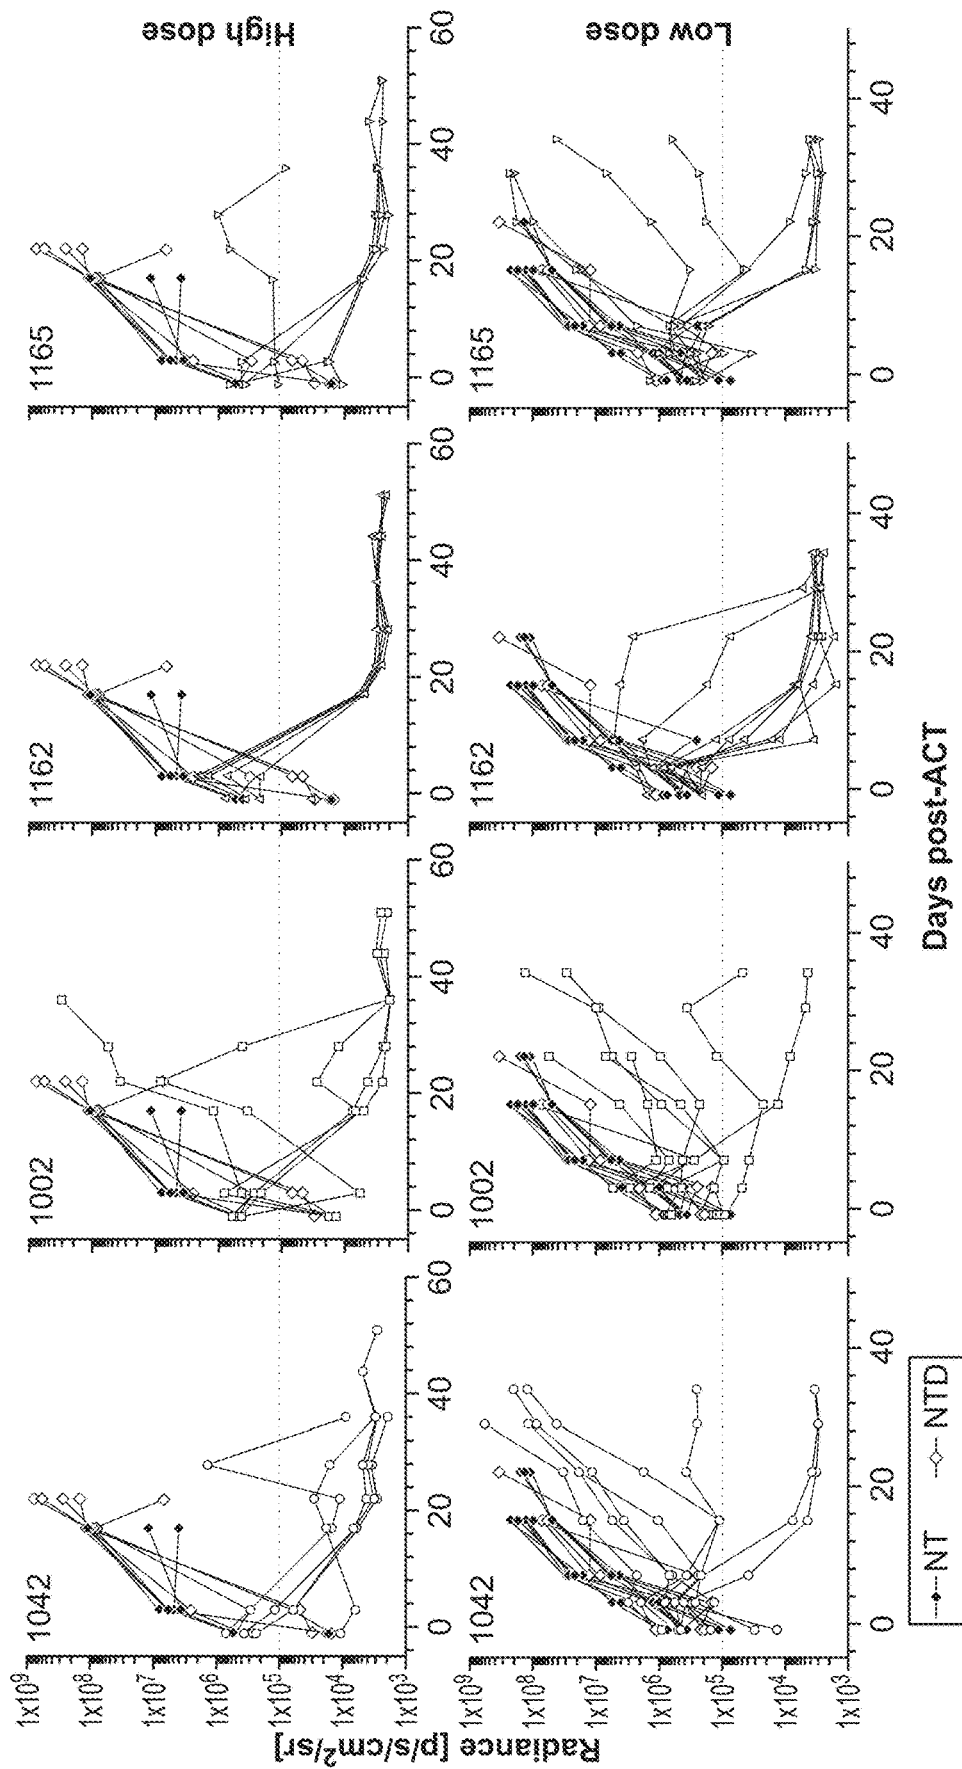 1042
1002
1162
1165
High dose
1x10⁹
1x10⁸
1x10⁷
1x10⁶
1x10⁵
1x10⁴
1x10³
0
20
40
60
0
20
40
60
0
20
40
60
0
20
40
60
Radiance [p/s/cm²/sr]
1042
1002
1162
1165
Low dose
1x10⁹
1x10⁸
1x10⁷
1x10⁶
1x10⁵
1x10⁴
1x10³
0
20
40
0
20
40
0
20
40
0
20
40
Days post-ACT
NT
NTD